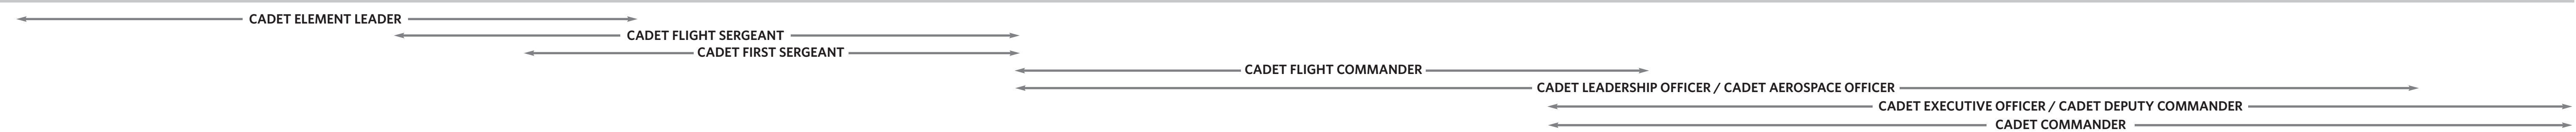 CADET ELEMENT LEADER
CADET FLIGHT SERGEANT
CADET FIRST SERGEANT
CADET FLIGHT COMMANDER
CADET LEADERSHIP OFFICER / CADET AEROSPACE OFFICER
CADET EXECUTIVE OFFICER / CADET DEPUTY COMMANDER
CADET COMMANDER